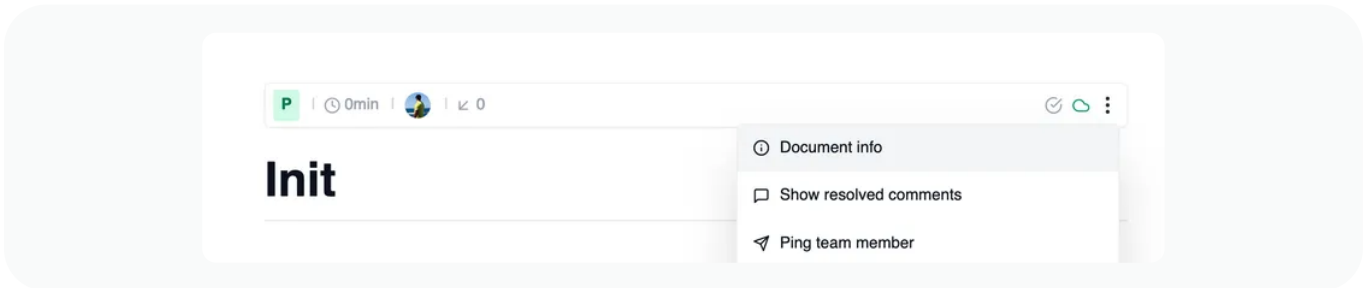 P 0min 0
Document info
Init
Show resolved comments
Ping team member